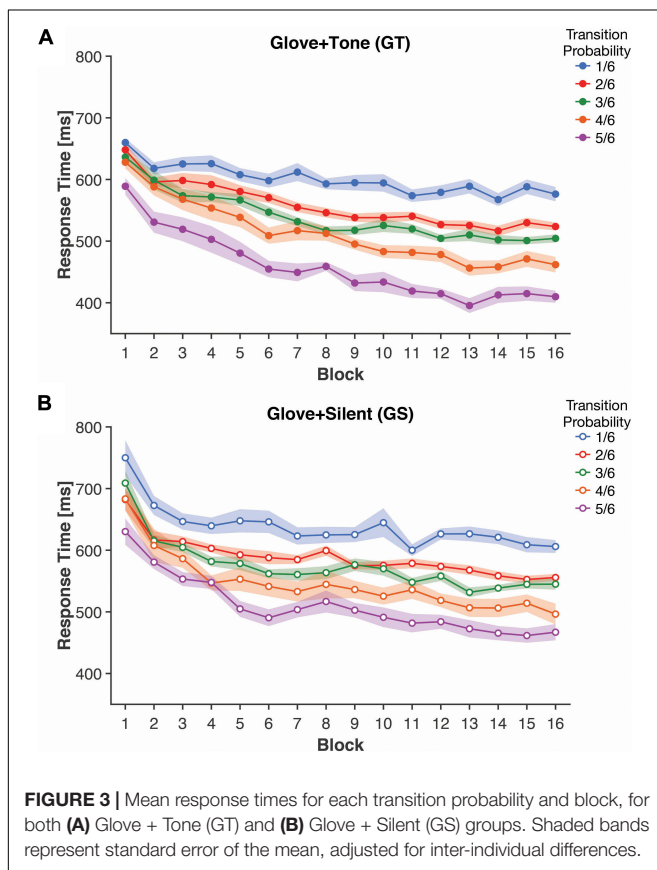 A
Glove+Tone (GT)
Transition
Probability
1/6
2/6
3/6
4/6
5/6
800
700
600
500
400
Response Time [ms]
1 2 3 4 5 6 7 8 9 10 11 12 13 14 15 16
Block
B
Glove+Silent (GS)
Transition
Probability
1/6
2/6
3/6
4/6
5/6
800
700
600
500
400
Response Time [ms]
1 2 3 4 5 6 7 8 9 10 11 12 13 14 15 16
Block
FIGURE 3 | Mean response times for each transition probability and block, for
both (A) Glove + Tone (GT) and (B) Glove + Silent (GS) groups. Shaded bands
represent standard error of the mean, adjusted for inter-individual differences.